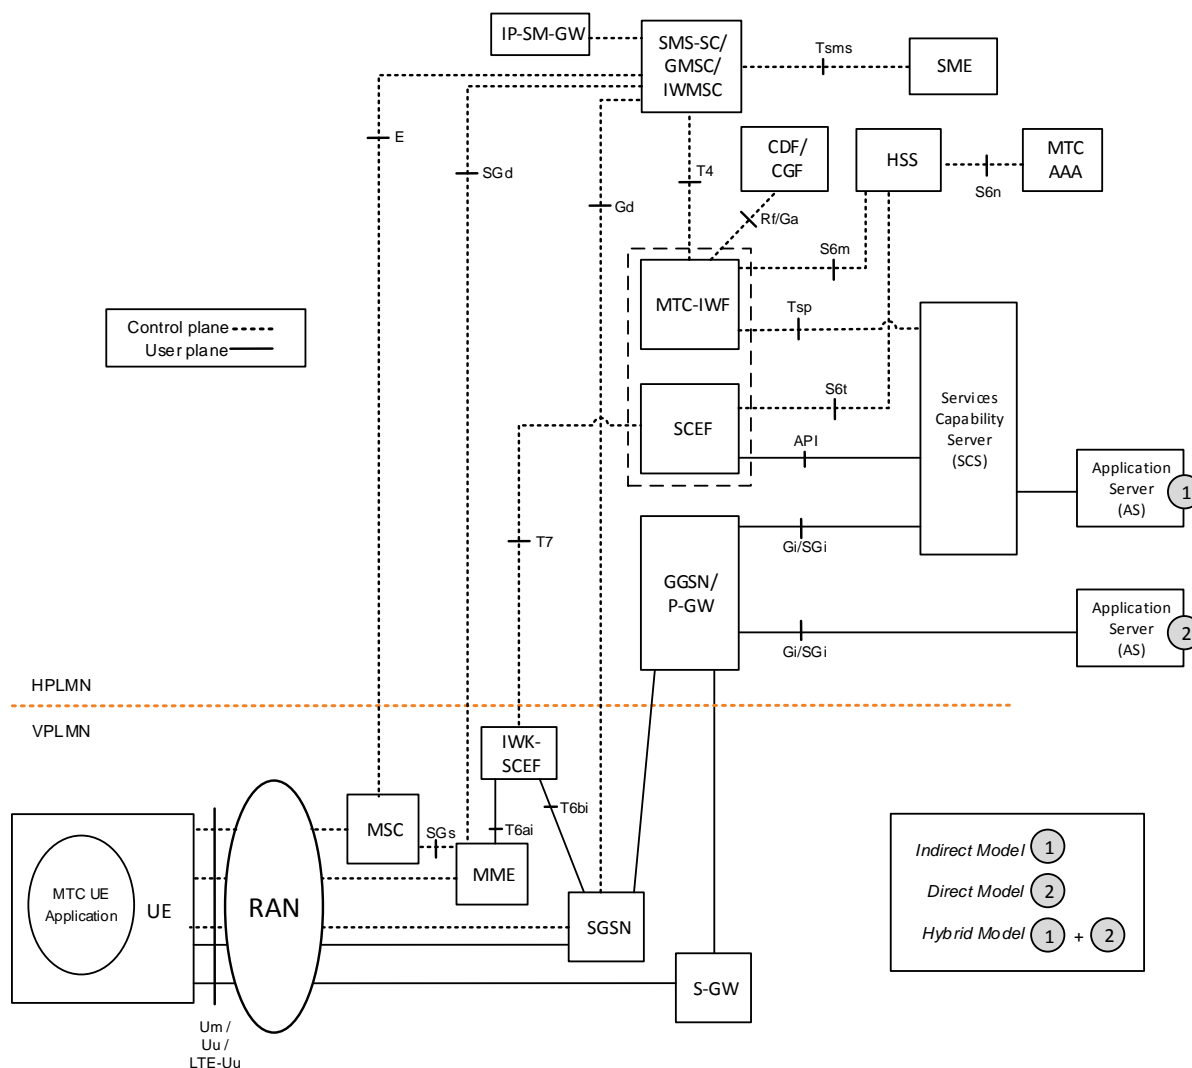 IP-SM-GW
SMS-SC/
GMSC/
IWMSC
Tsms
SME
E
SGd
Gd
T4
CDF/
CGF
HSS
S6n
MTC
AAA
Rf/Ga
S6m
MTC-IWF
Tsp
Control plane
User plane
S6t
SCEF
API
Services
Capability
Server
(SCS)
Application
Server
(AS)
1
T7
Gi/SGi
GGSN/
P-GW
Gi/SGi
Application
Server
(AS)
2
HPLMN
VPLMN
IWK-
SCEF
T6bi
MSC
SGs
T6ai
MME
MTC UE
Application
UE
RAN
SGSN
S-GW
Um /
Uu /
LTE-Uu
Indirect Model 1
Direct Model 2
Hybrid Model 1 + 2